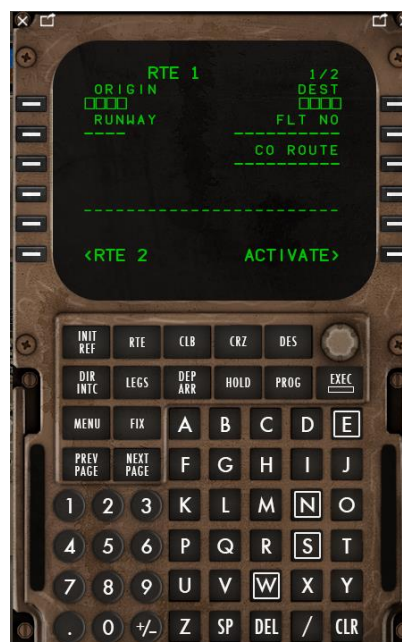 RTE 1 1/2
ORIGIN DEST
□□□□ □□□□
RUNWAY FLT NO
---- ----------
CO ROUTE
----------
<RTE 2 ACTIVATE>
INIT REF RTE CLB CRZ DES
DIR INTC LEGS DEP ARR HOLD PROG EXEC
MENU FIX A B C D E
PREV PAGE NEXT PAGE F G H I J
1 2 3 K L M N O
4 5 6 P Q R S T
7 8 9 U V W X Y
. 0 +/- Z SP DEL / CLR